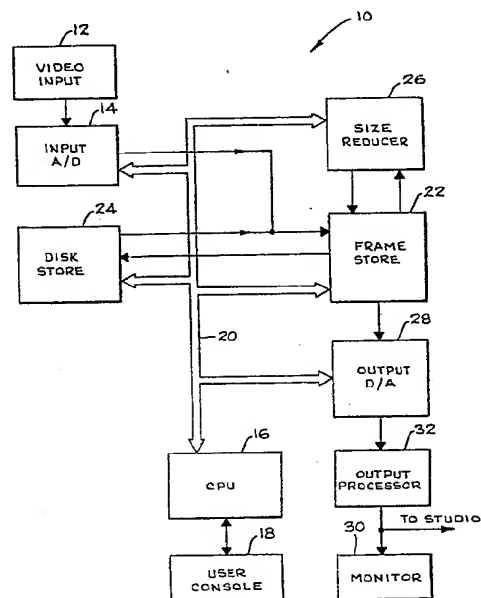 10
12
VIDEO
INPUT
14
INPUT
A/D
26
SIZE
REDUCER
24
DISK
STORE
22
FRAME
STORE
20
28
OUTPUT
D/A
16
CPU
32
OUTPUT
PROCESSOR
TO STUDIO
18
USER
CONSOLE
30
MONITOR